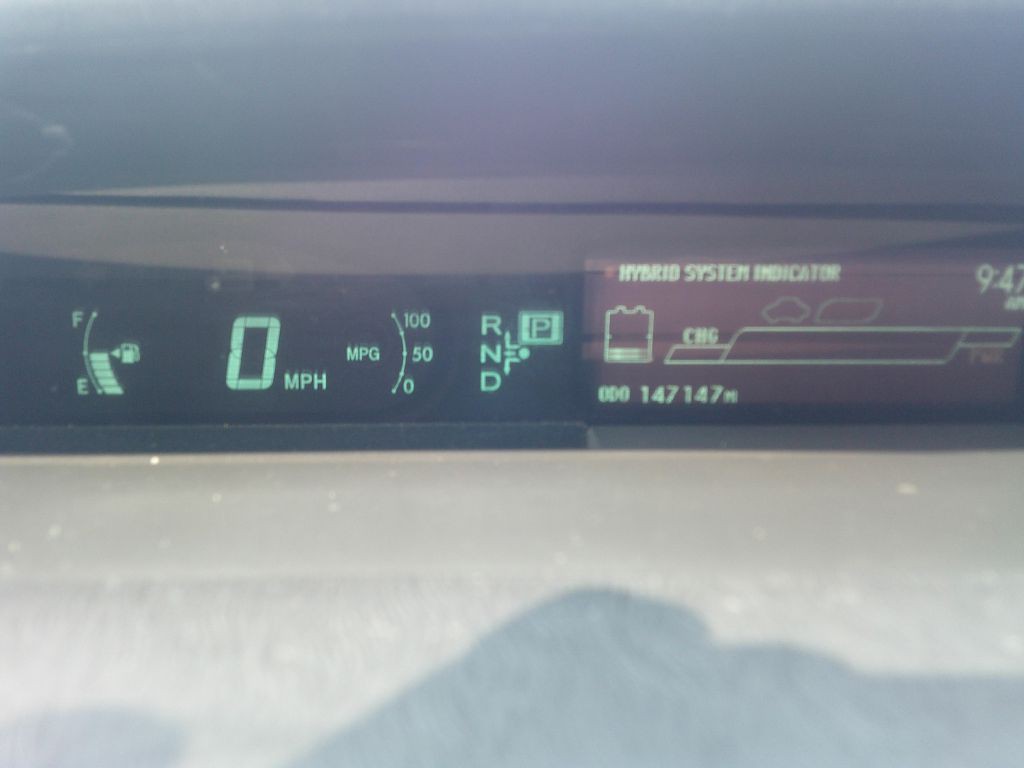 F
E
0 MPH
MPG
100
50
0
R
N
D
P
HYBRID SYSTEM INDICATOR
9:47
CHG
PWR
ODO 147147MI